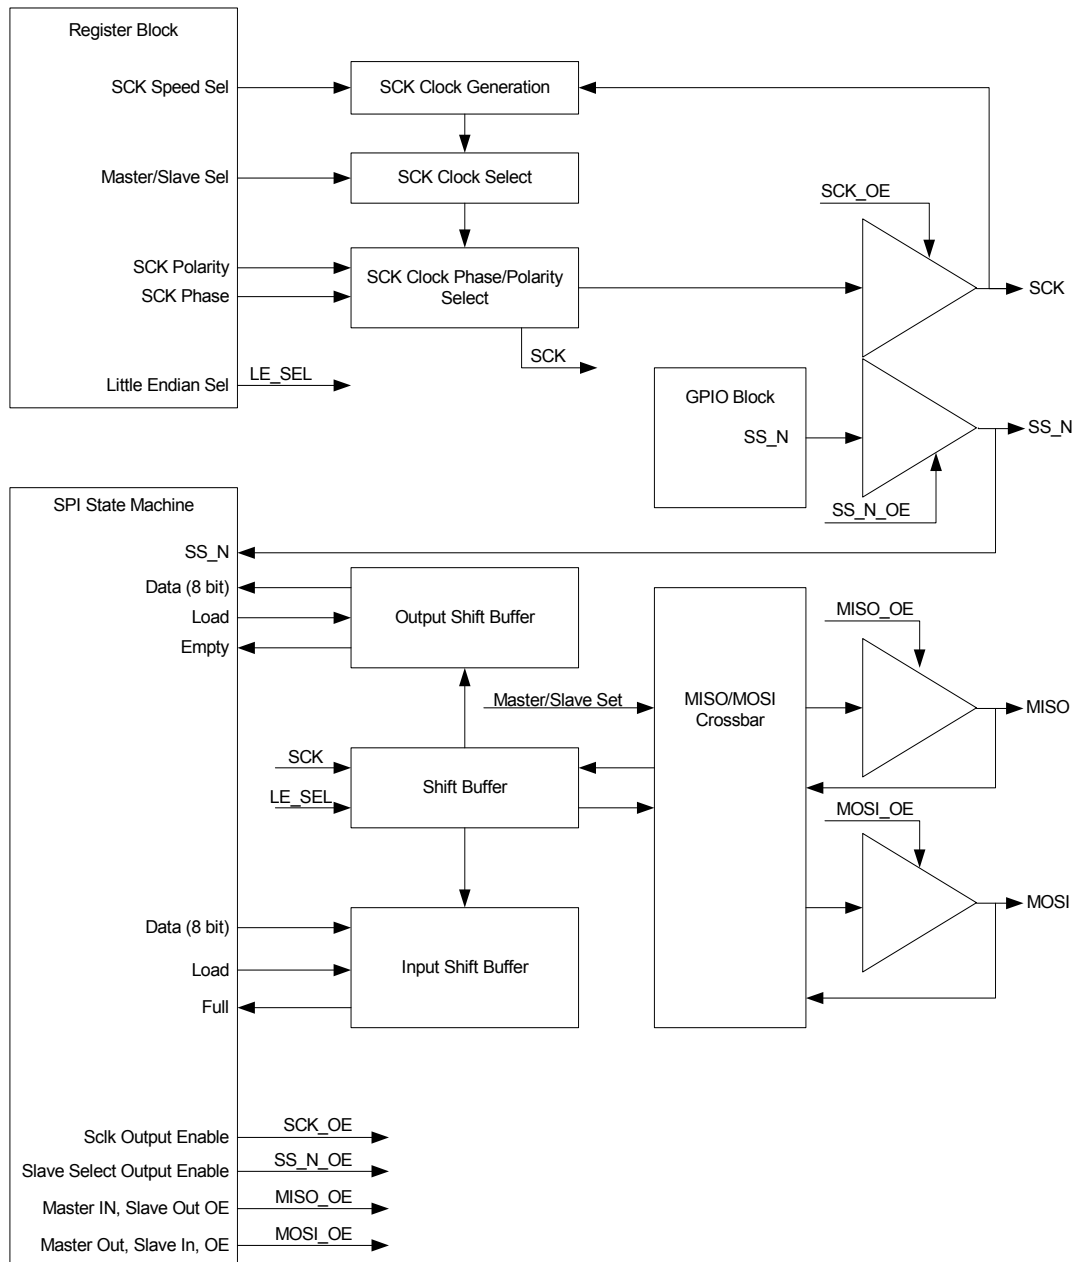 Register Block
SCK Speed Sel
SCK Clock Generation
Master/Slave Sel
SCK Clock Select
SCK_OE
SCK Polarity
SCK Phase
SCK Clock Phase/Polarity
Select
SCK
SCK
Little Endian Sel
LE_SEL
GPIO Block
SS_N
SS_N
SS_N_OE
SPI State Machine
SS_N
Data (8 bit)
Load
Empty
Output Shift Buffer
MISO_OE
Master/Slave Set
MISO/MOSI
Crossbar
MISO
SCK
LE_SEL
Shift Buffer
MOSI_OE
MOSI
Data (8 bit)
Load
Full
Input Shift Buffer
Sclk Output Enable
SCK_OE
Slave Select Output Enable
SS_N_OE
Master IN, Slave Out OE
MISO_OE
Master Out, Slave In, OE
MOSI_OE